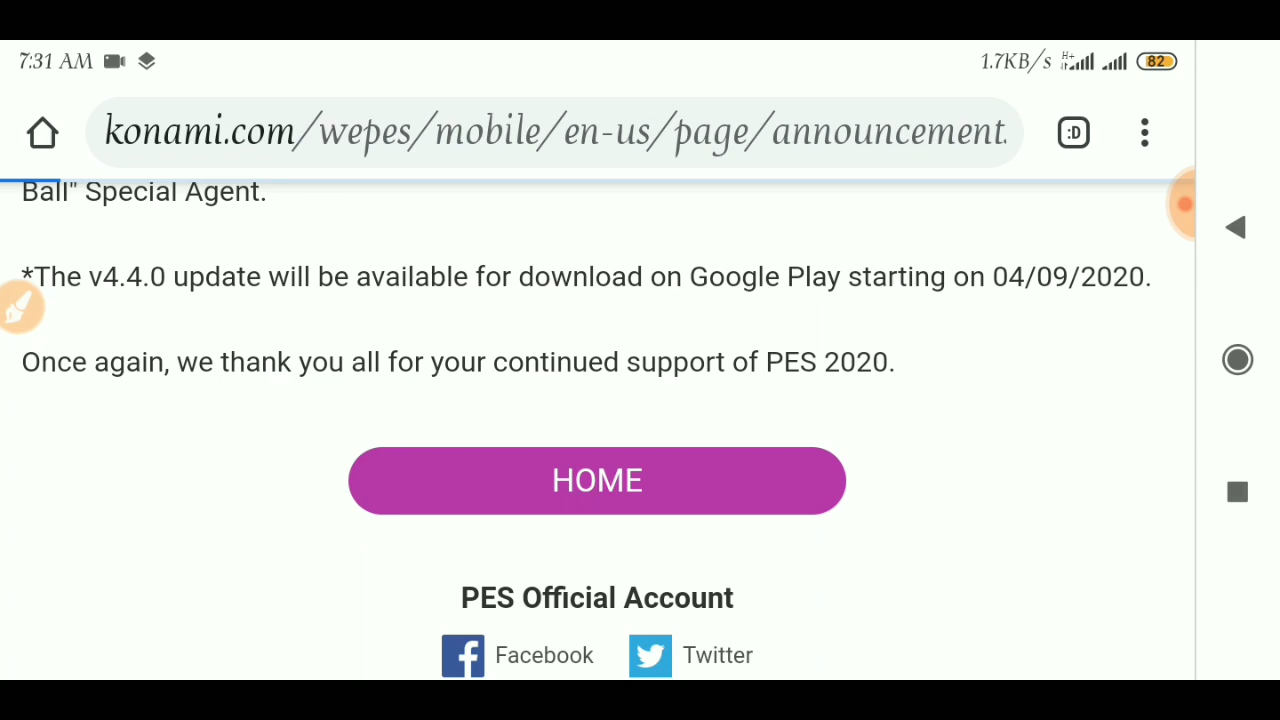 7:31 AM
1.7KB/s H+ 82
konami.com/wepes/mobile/en-us/page/announcement.
:D
Ball" Special Agent.
*The v4.4.0 update will be available for download on Google Play starting on 04/09/2020.
Once again, we thank you all for your continued support of PES 2020.
HOME
PES Official Account
Facebook Twitter